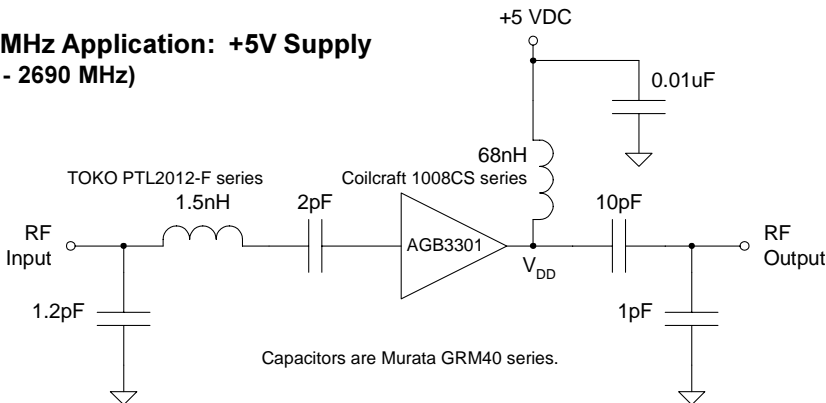 MHz Application: +5V Supply
- 2690 MHz)
+5 VDC
0.01uF
68nH
TOKO PTL2012-F series
Coilcraft 1008CS series
1.5nH
2pF
10pF
RF
Input
AGB3301
VDD
RF
Output
1.2pF
1pF
Capacitors are Murata GRM40 series.